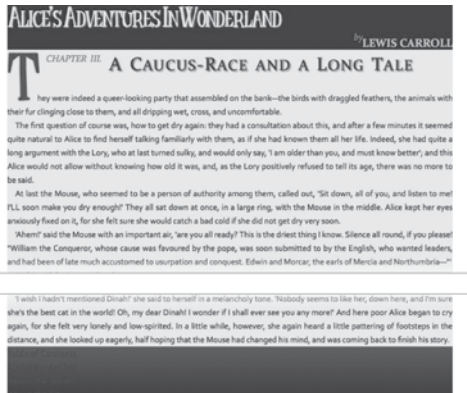 ALICE'S ADVENTURES IN WONDERLAND
by LEWIS CARROLL
CHAPTER III. A CAUCUS-RACE AND A LONG TALE
They were indeed a queer-looking party that assembled on the bank—the birds with draggled feathers, the animals with
their fur clinging close to them, and all dripping wet, cross, and uncomfortable.
The first question of course was, how to get dry again: they had a consultation about this, and after a few minutes it seemed
quite natural to Alice to find herself talking familiarly with them, as if she had known them all her life. Indeed, she had quite a
long argument with the Lory, who at last turned sulky, and would only say, 'I am older than you, and must know better'; and this
Alice would not allow without knowing how old it was, and, as the Lory positively refused to tell its age, there was no more to
be said.
At last the Mouse, who seemed to be a person of authority among them, called out, 'Sit down, all of you, and listen to me!
I'LL soon make you dry enough!' They all sat down at once, in a large ring, with the Mouse in the middle. Alice kept her eyes
anxiously fixed on it, for she felt sure she would catch a bad cold if she did not get dry very soon.
'Ahem!' said the Mouse with an important air, 'are you all ready? This is the driest thing I know. Silence all round, if you please!
"William the Conqueror, whose cause was favoured by the pope, was soon submitted to by the English, who wanted leaders,
and had been of late much accustomed to usurpation and conquest. Edwin and Morcar, the earls of Mercia and Northumbria—"'
'I wish I hadn't mentioned Dinah!' she said to herself in a melancholy tone. 'Nobody seems to like her, down here, and I'm sure
she's the best cat in the world! Oh, my dear Dinah! I wonder if I shall ever see you any more!' And here poor Alice began to cry
again, for she felt very lonely and low-spirited. In a little while, however, she again heard a little pattering of footsteps in the
distance, and she looked up eagerly, half hoping that the Mouse had changed his mind, and was coming back to finish his story.